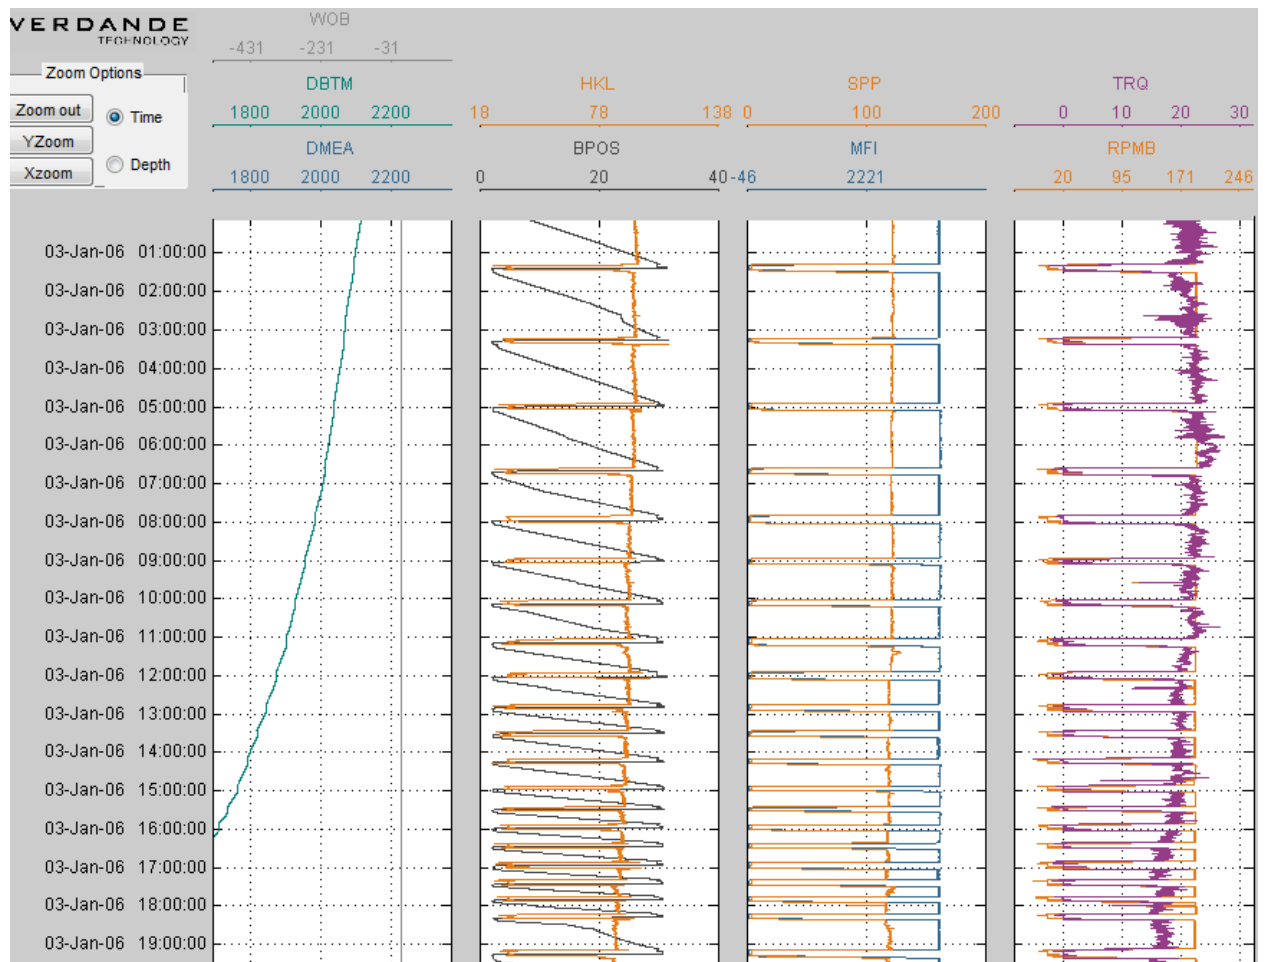 VERDANDE
TECHNOLOGY
Zoom Options
Zoom out
Time
YZoom
Depth
Xzoom
WOB
-431 -231 -31
DBTM HKL SPP TRQ
1800 2000 2200 18 78 138 0 100 200 0 10 20 30
DMEA BPOS MFI RPMB
1800 2000 2200 0 20 40 -46 2221 20 95 171 246
03-Jan-06 01:00:00
03-Jan-06 02:00:00
03-Jan-06 03:00:00
03-Jan-06 04:00:00
03-Jan-06 05:00:00
03-Jan-06 06:00:00
03-Jan-06 07:00:00
03-Jan-06 08:00:00
03-Jan-06 09:00:00
03-Jan-06 10:00:00
03-Jan-06 11:00:00
03-Jan-06 12:00:00
03-Jan-06 13:00:00
03-Jan-06 14:00:00
03-Jan-06 15:00:00
03-Jan-06 16:00:00
03-Jan-06 17:00:00
03-Jan-06 18:00:00
03-Jan-06 19:00:00